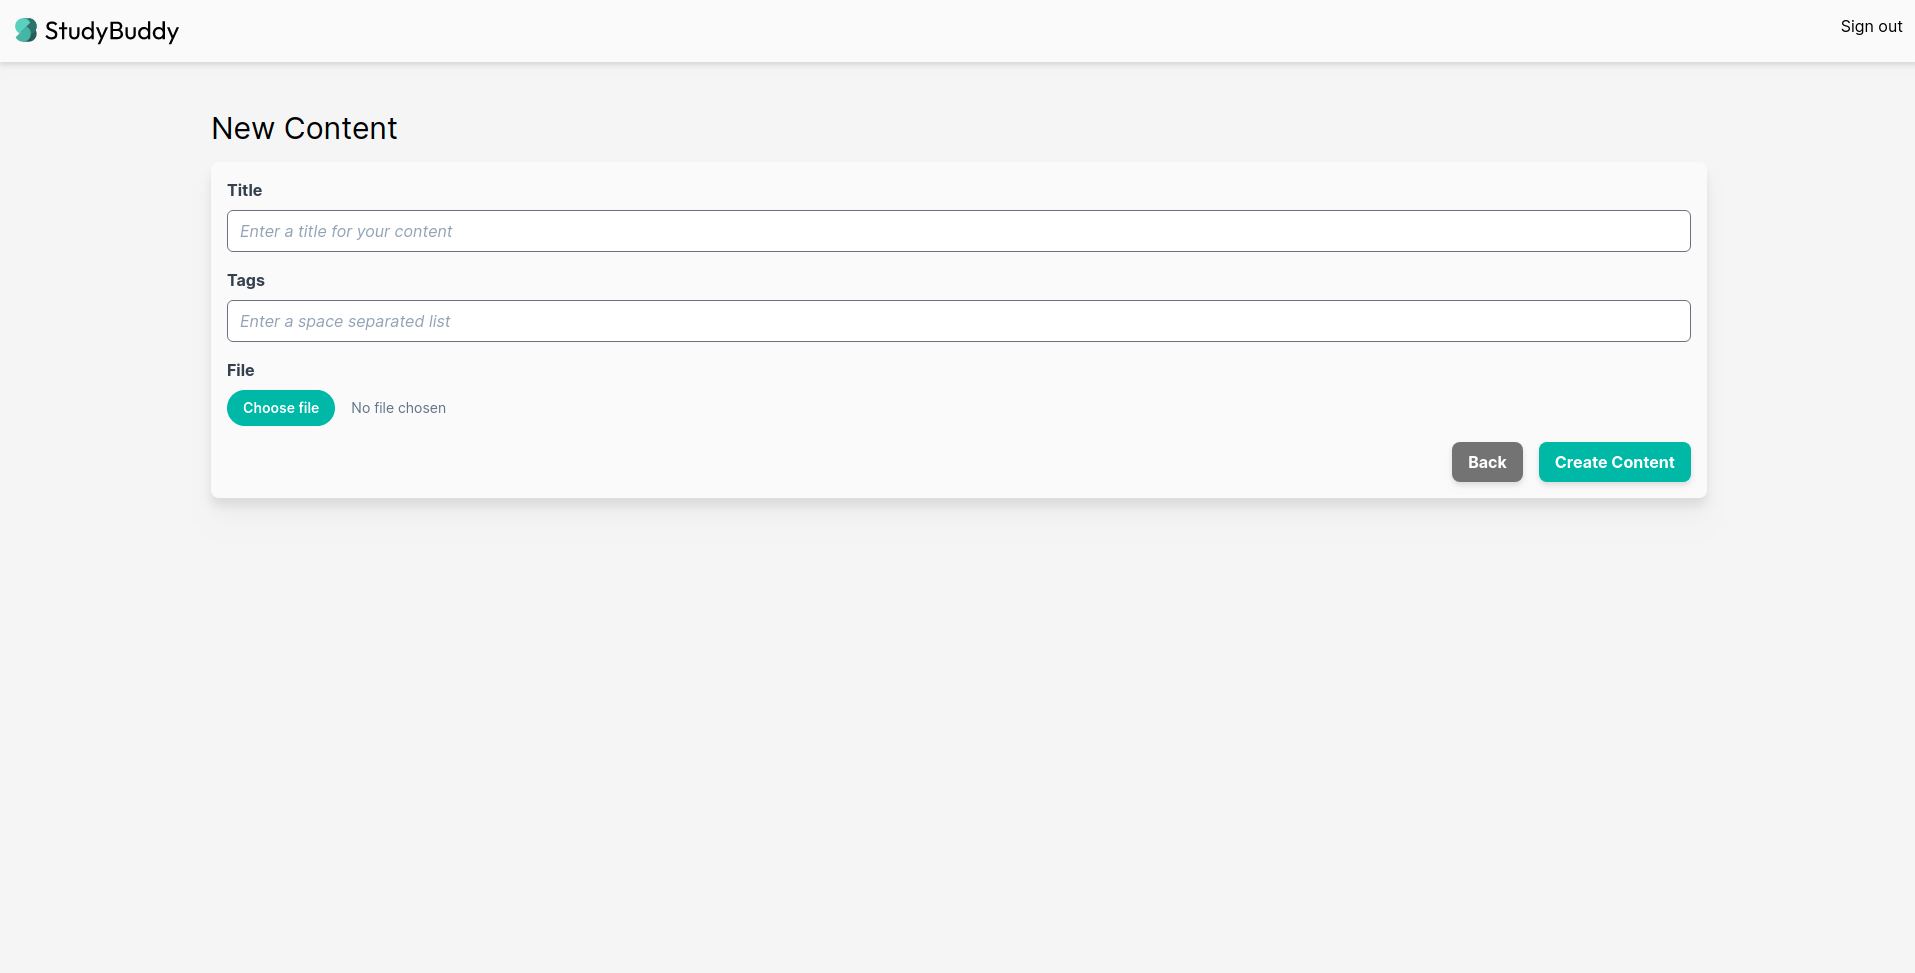 StudyBuddy
Sign out
New Content
Title
Enter a title for your content
Tags
Enter a space separated list
File
Choose file No file chosen
Back Create Content